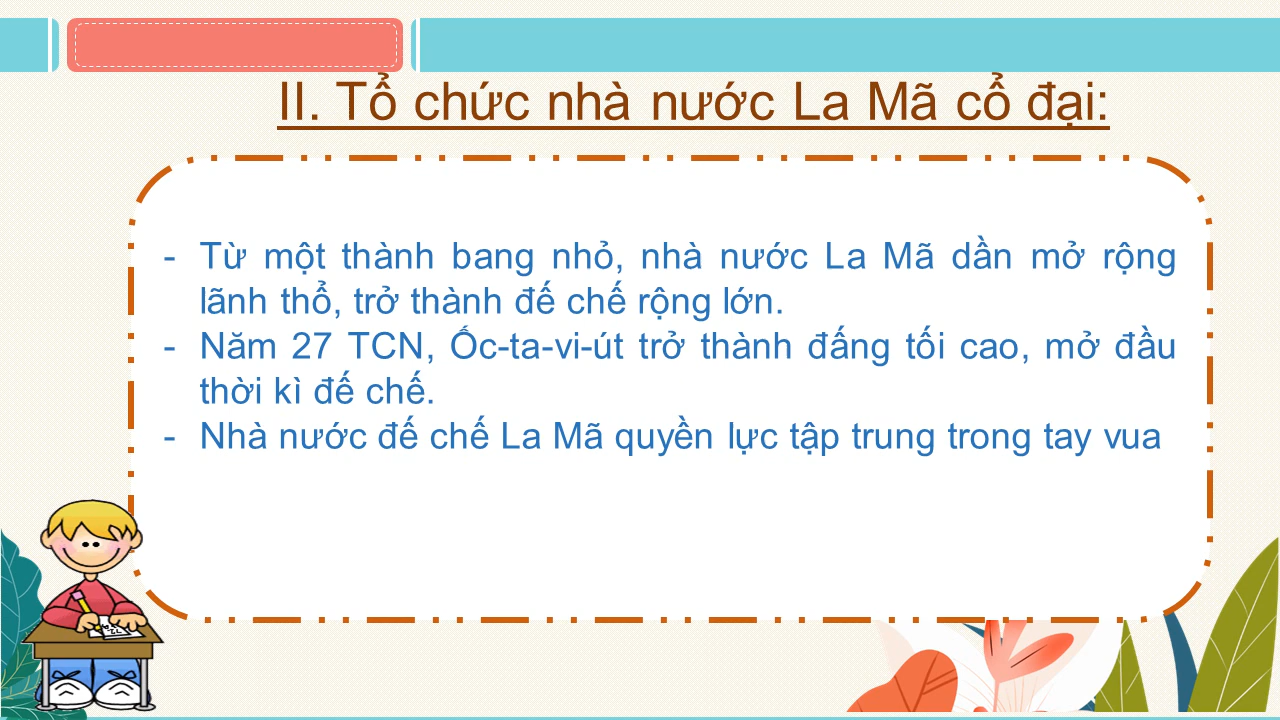 II. Tổ chức nhà nước La Mã cổ đại:
- Từ một thành bang nhỏ, nhà nước La Mã dần mở rộng
lãnh thổ, trở thành đế chế rộng lớn.
- Năm 27 TCN, Ốc-ta-vi-út trở thành đấng tối cao, mở đầu
thời kì đế chế.
- Nhà nước đế chế La Mã quyền lực tập trung trong tay vua